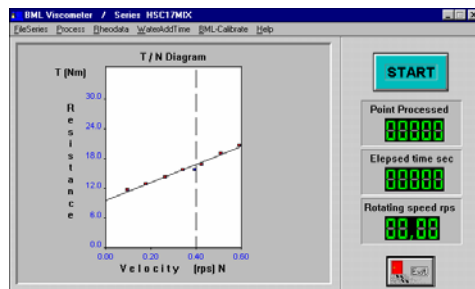 BML Viscometer / Series HSC17MIX
FileSeries Process Rheodata WaterAddTime BML-Calibrate Help
T / N Diagram
T (Nm)
Resistance
30.0
24.0
18.0
12.0
6.0
0.0
0.00 0.20 0.40 0.60
Velocity (rps) N
START
Point Processed
88888
Elepsed time sec
88888
Rotating speed rps
88.88
Exit